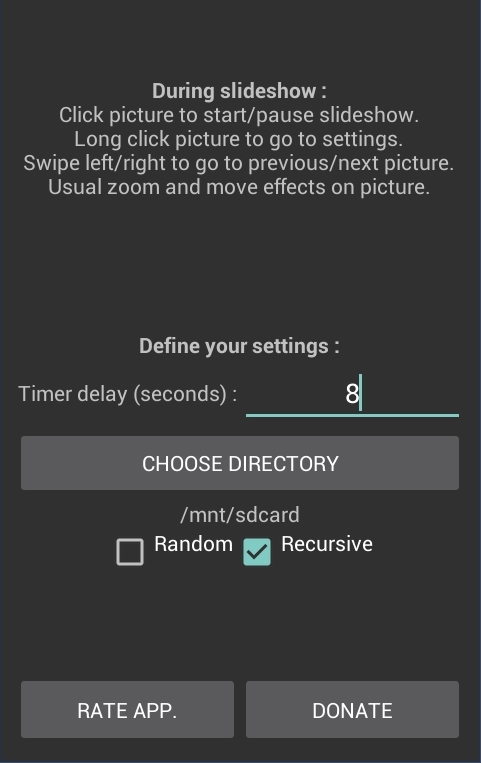 During slideshow :
Click picture to start/pause slideshow.
Long click picture to go to settings.
Swipe left/right to go to previous/next picture.
Usual zoom and move effects on picture.
Define your settings :
Timer delay (seconds) : 8
CHOOSE DIRECTORY
/mnt/sdcard
Random Recursive
RATE APP. DONATE